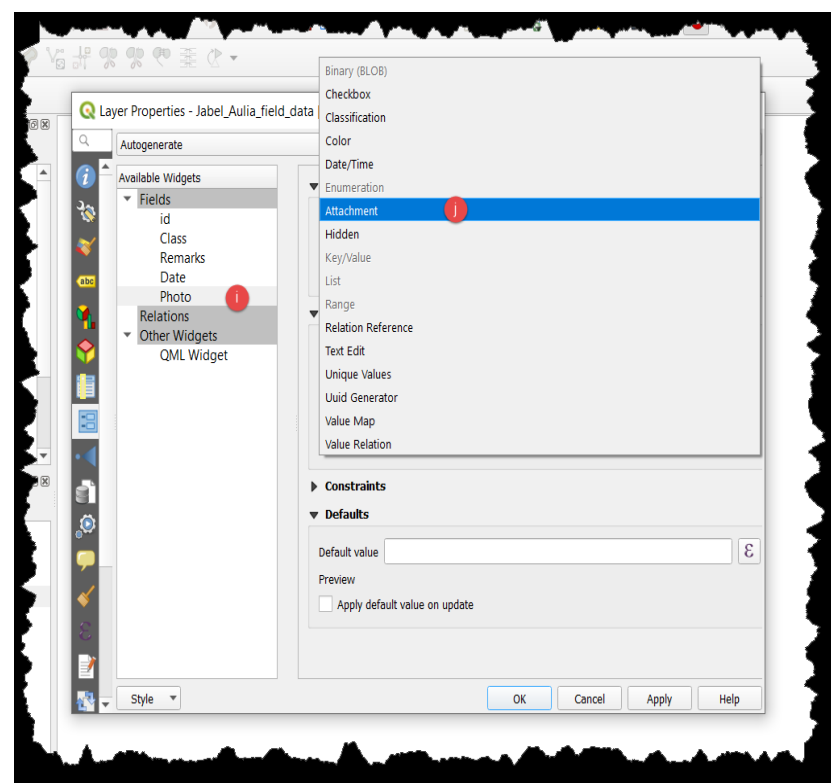 Layer Properties - Jabel_Aulia_field_data
Autogenerate
Available Widgets
Fields
id
Class
Remarks
Date
Photo
i
Relations
Other Widgets
QML Widget
abc
Binary (BLOB)
Checkbox
Classification
Color
Date/Time
Enumeration
Attachment
j
Hidden
Key/Value
List
Range
Relation Reference
Text Edit
Unique Values
Uuid Generator
Value Map
Value Relation
Constraints
Defaults
Default value
ε
Preview
Apply default value on update
Style
OK
Cancel
Apply
Help